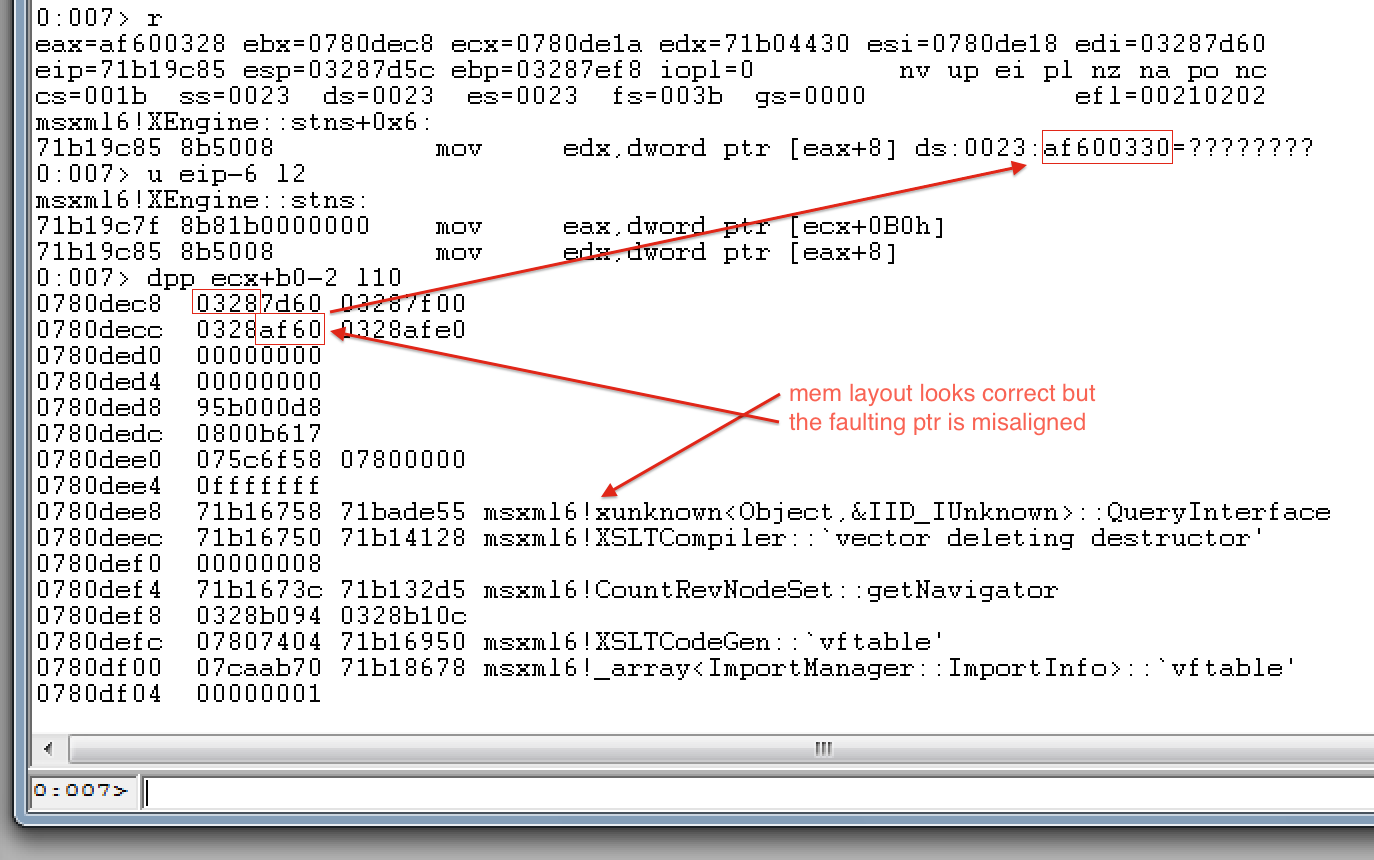 0:007> r
eax=af600328 ebx=0780dec8 ecx=0780de1a edx=71b04430 esi=0780de18 edi=03287d60
eip=71b19c85 esp=03287d5c ebp=03287ef8 iopl=0         nv up ei pl nz na po nc
cs=001b  ss=0023  ds=0023  es=0023  fs=003b  gs=0000             efl=00210202
msxml6!XEngine::stns+0x6:
71b19c85 8b5008          mov     edx,dword ptr [eax+8] ds:0023:af600330=????????
0:007> u eip-6 l2
msxml6!XEngine::stns:
71b19c7f 8b81b0000000    mov     eax,dword ptr [ecx+0B0h]
71b19c85 8b5008          mov     edx,dword ptr [eax+8]
0:007> dpp ecx+b0-2 l10
0780dec8  03287d60 03287f00
0780decc  0328af60 0328afe0
0780ded0  00000000
0780ded4  00000000
0780ded8  95b000d8
0780dedc  0800b617
0780dee0  075c6f58 07800000
0780dee4  0fffffff
0780dee8  71b16758 71bade55 msxml6!xunknown<Object,&IID_IUnknown>::QueryInterface
0780deec  71b16750 71b14128 msxml6!XSLTCompiler::`vector deleting destructor'
0780def0  00000008
0780def4  71b1673c 71b132d5 msxml6!CountRevNodeSet::getNavigator
0780def8  0328b094 0328b10c
0780defc  07807404 71b16950 msxml6!XSLTCodeGen::`vftable'
0780df00  07caab70 71b18678 msxml6!_array<ImportManager::ImportInfo>::`vftable'
0780df04  00000001
mem layout looks correct but
the faulting ptr is misaligned
0:007>